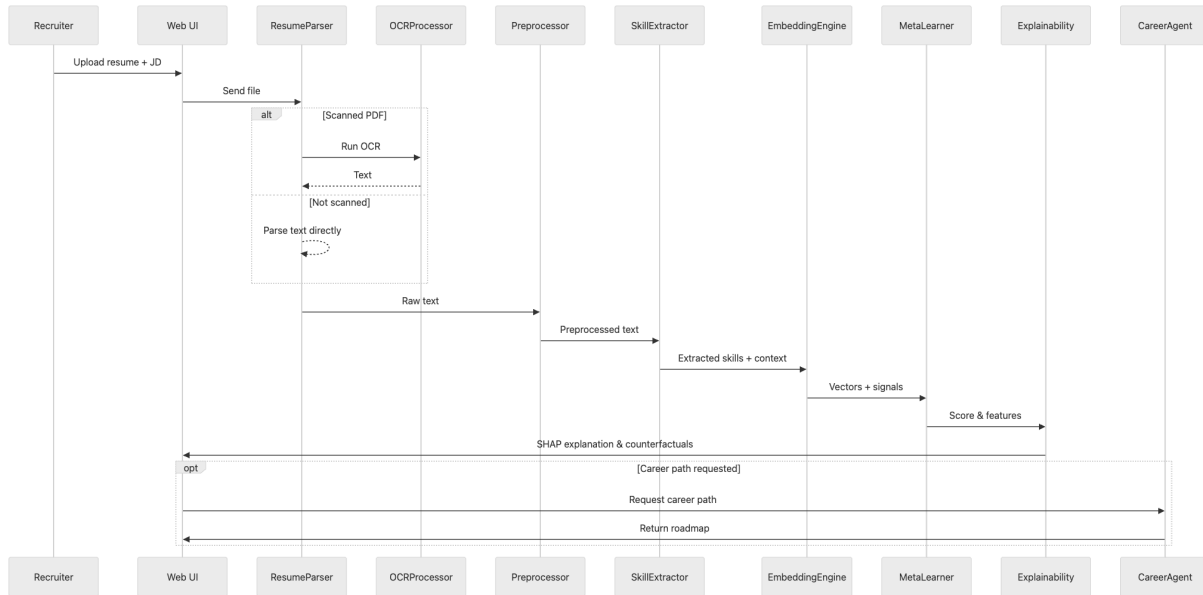 Recruiter
Web UI
ResumeParser
OCRProcessor
Preprocessor
SkillExtractor
EmbeddingEngine
MetaLearner
Explainability
CareerAgent
Upload resume + JD
Send file
alt
[Scanned PDF]
Run OCR
Text
[Not scanned]
Parse text directly
Raw text
Preprocessed text
Extracted skills + context
Vectors + signals
Score & features
SHAP explanation & counterfactuals
opt
[Career path requested]
Request career path
Return roadmap
Recruiter
Web UI
ResumeParser
OCRProcessor
Preprocessor
SkillExtractor
EmbeddingEngine
MetaLearner
Explainability
CareerAgent